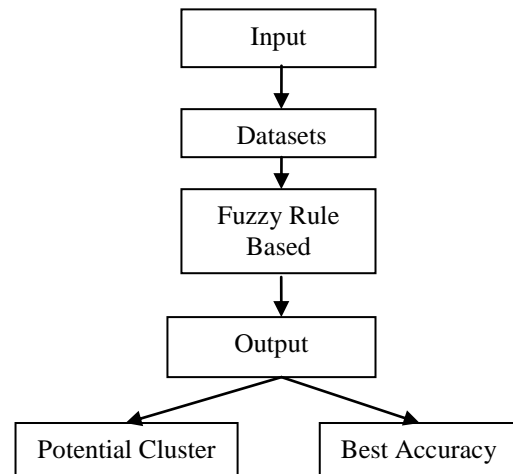 Input
Datasets
Fuzzy Rule
Based
Output
Potential Cluster
Best Accuracy